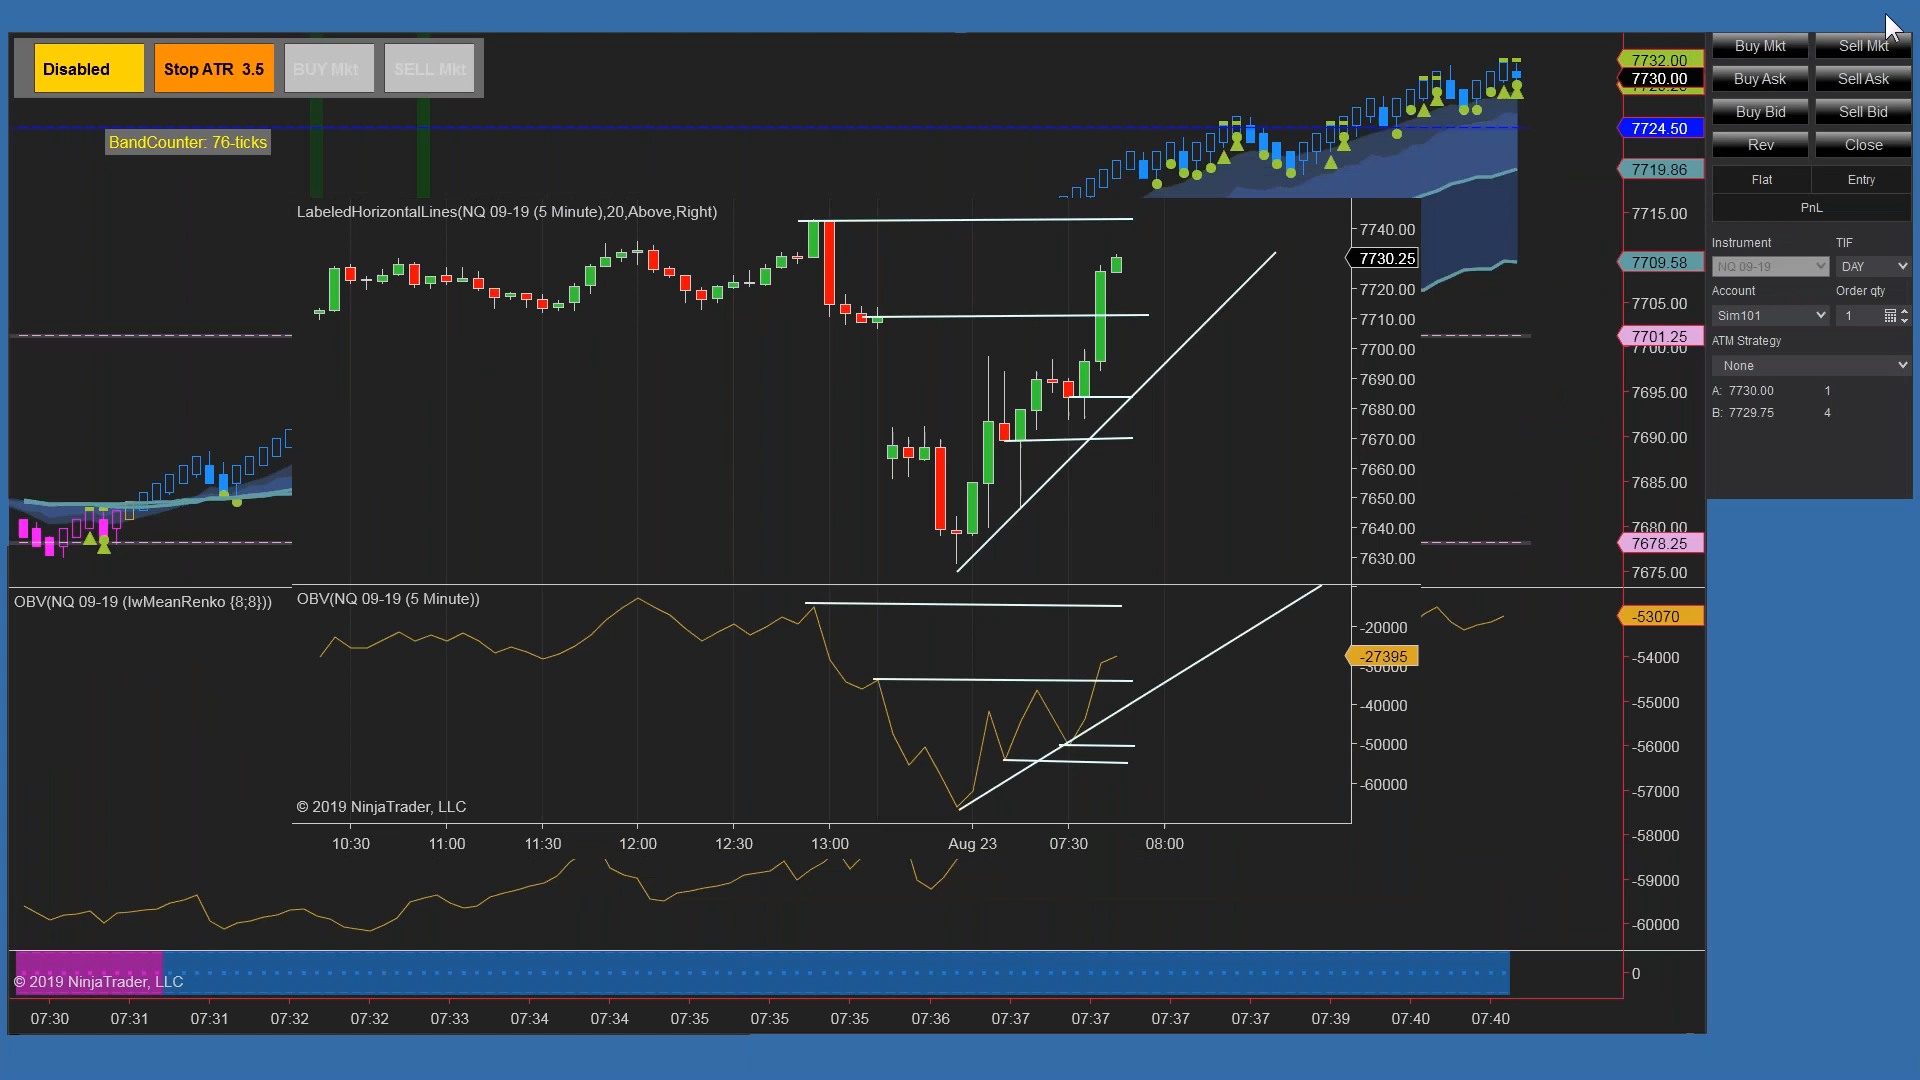 Disabled
Stop ATR 3.5
BUY Mkt
SELL Mkt
BandCounter: 76-ticks
7732.00
7730.00
7724.50
7719.86
7715.00
7709.58
7705.00
7701.25
7700.00
7695.00
7690.00
7685.00
7680.00
7678.25
7675.00
LabeledHorizontalLines(NQ 09-19 (5 Minute),20,Above,Right)
7740.00
7730.25
7720.00
7710.00
7700.00
7690.00
7680.00
7670.00
7660.00
7650.00
7640.00
7630.00
OBV(NQ 09-19 (IwMeanRenko {8;8}))
OBV(NQ 09-19 (5 Minute))
-20000
-27395
-30000
-40000
-50000
-60000
© 2019 NinjaTrader, LLC
10:30 11:00 11:30 12:00 12:30 13:00 Aug 23 07:30 08:00
-53070
-54000
-55000
-56000
-57000
-58000
-59000
-60000
0
© 2019 NinjaTrader, LLC
07:30 07:31 07:31 07:32 07:32 07:33 07:34 07:34 07:35 07:35 07:35 07:36 07:37 07:37 07:37 07:37 07:39 07:40 07:40
Buy Mkt Sell Mkt
Buy Ask Sell Ask
Buy Bid Sell Bid
Rev Close
Flat Entry
PnL
Instrument TIF
NQ 09-19 DAY
Account Order qty
Sim101 1
ATM Strategy
None
A: 7730.00 1
B: 7729.75 4